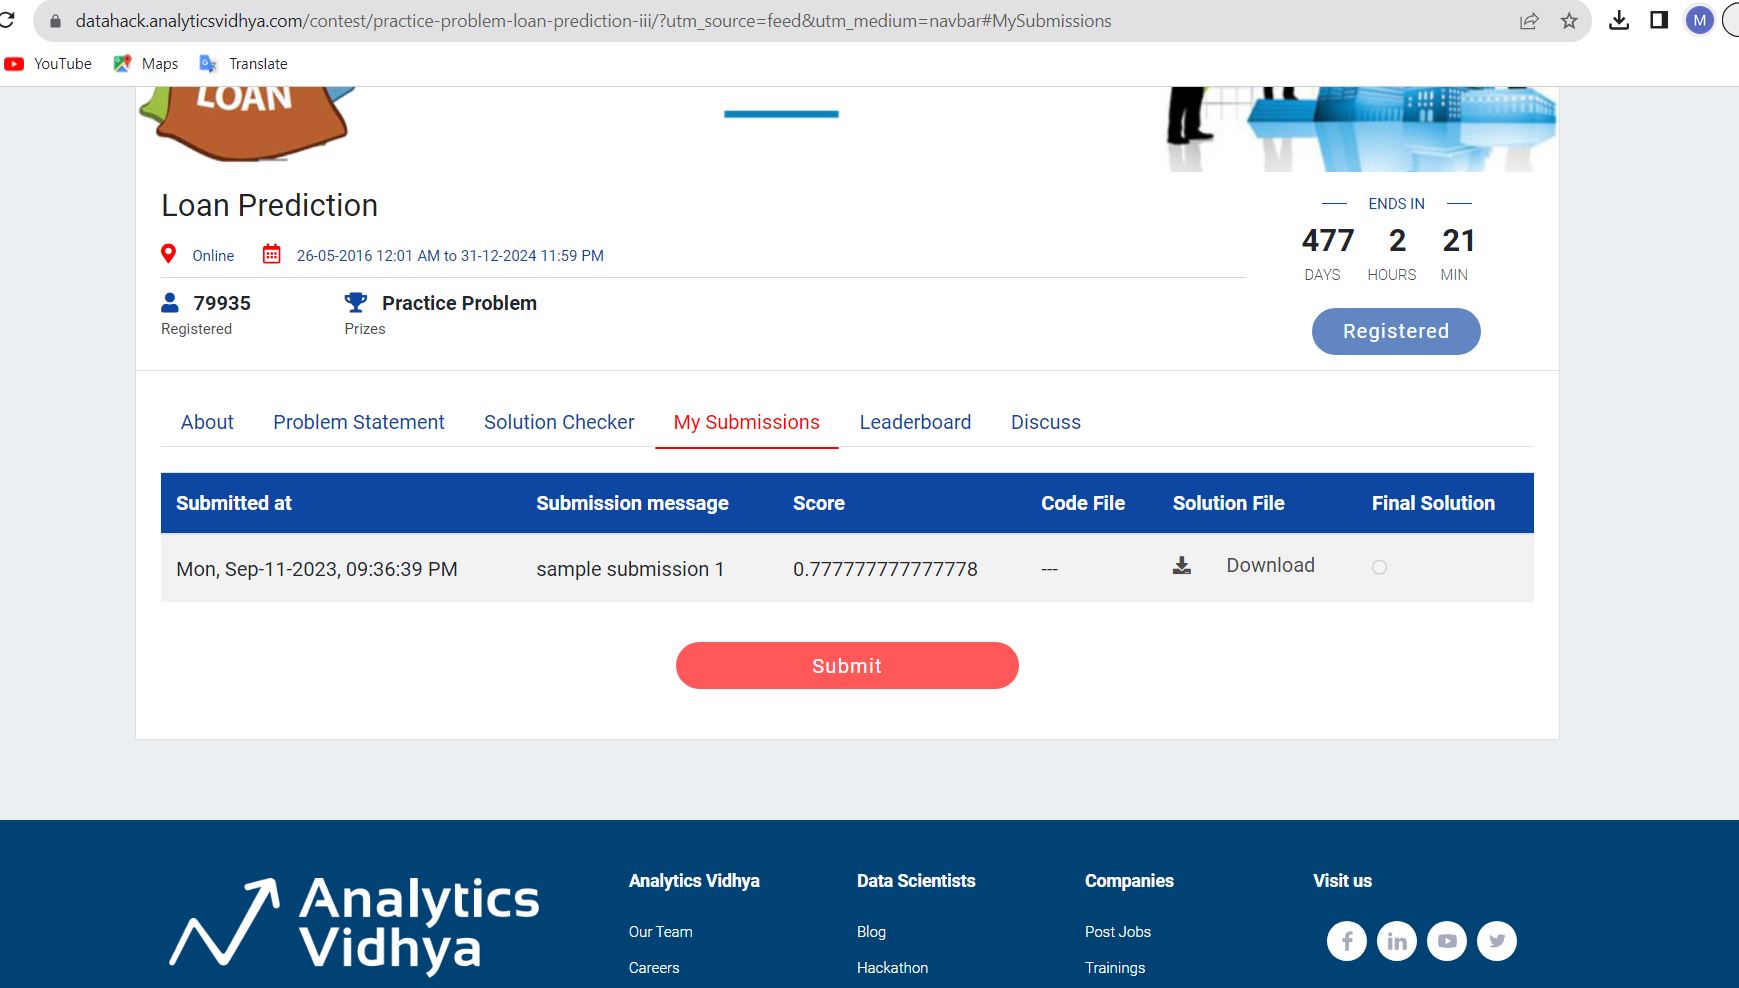 datahack.analyticsvidhya.com/contest/practice-problem-loan-prediction-iii/?utm_source=feed&utm_medium=navbar#MySubmissions
M
YouTube Maps Translate
LOAN
Loan Prediction
Online 26-05-2016 12:01 AM to 31-12-2024 11:59 PM
79935 Practice Problem
Registered Prizes
ENDS IN
477 2 21
DAYS HOURS MIN
Registered
About Problem Statement Solution Checker My Submissions Leaderboard Discuss
Submitted at Submission message Score Code File Solution File Final Solution
Mon, Sep-11-2023, 09:36:39 PM sample submission 1 0.777777777777778 --- Download
Submit
Analytics Vidhya
Analytics Vidhya Data Scientists Companies Visit us
Our Team Blog Post Jobs
Careers Hackathon Trainings